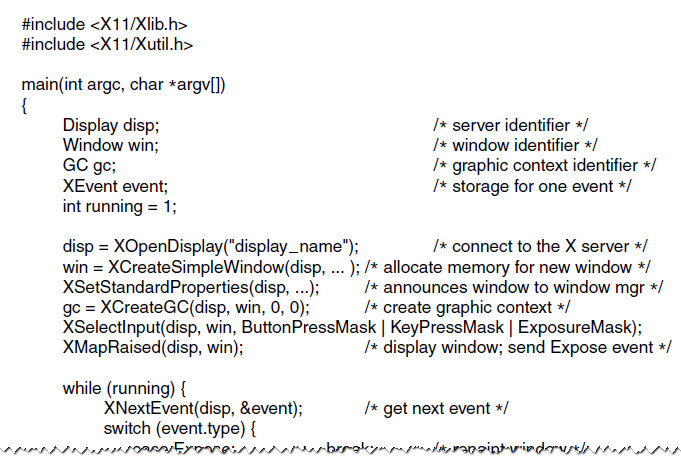 #include <X11/Xlib.h>
#include <X11/Xutil.h>
main(int argc, char *argv[])
{
Display disp; /* server identifier */
Window win; /* window identifier */
GC gc; /* graphic context identifier */
XEvent event; /* storage for one event */
int running = 1;
disp = XOpenDisplay("display_name"); /* connect to the X server */
win = XCreateSimpleWindow(disp, ... ); /* allocate memory for new window */
XSetStandardProperties(disp, ...); /* announces window to window mgr */
gc = XCreateGC(disp, win, 0, 0); /* create graphic context */
XSelectInput(disp, win, ButtonPressMask | KeyPressMask | ExposureMask);
XMapRaised(disp, win); /* display window; send Expose event */
while (running) {
XNextEvent(disp, &event); /* get next event */
switch (event.type) {